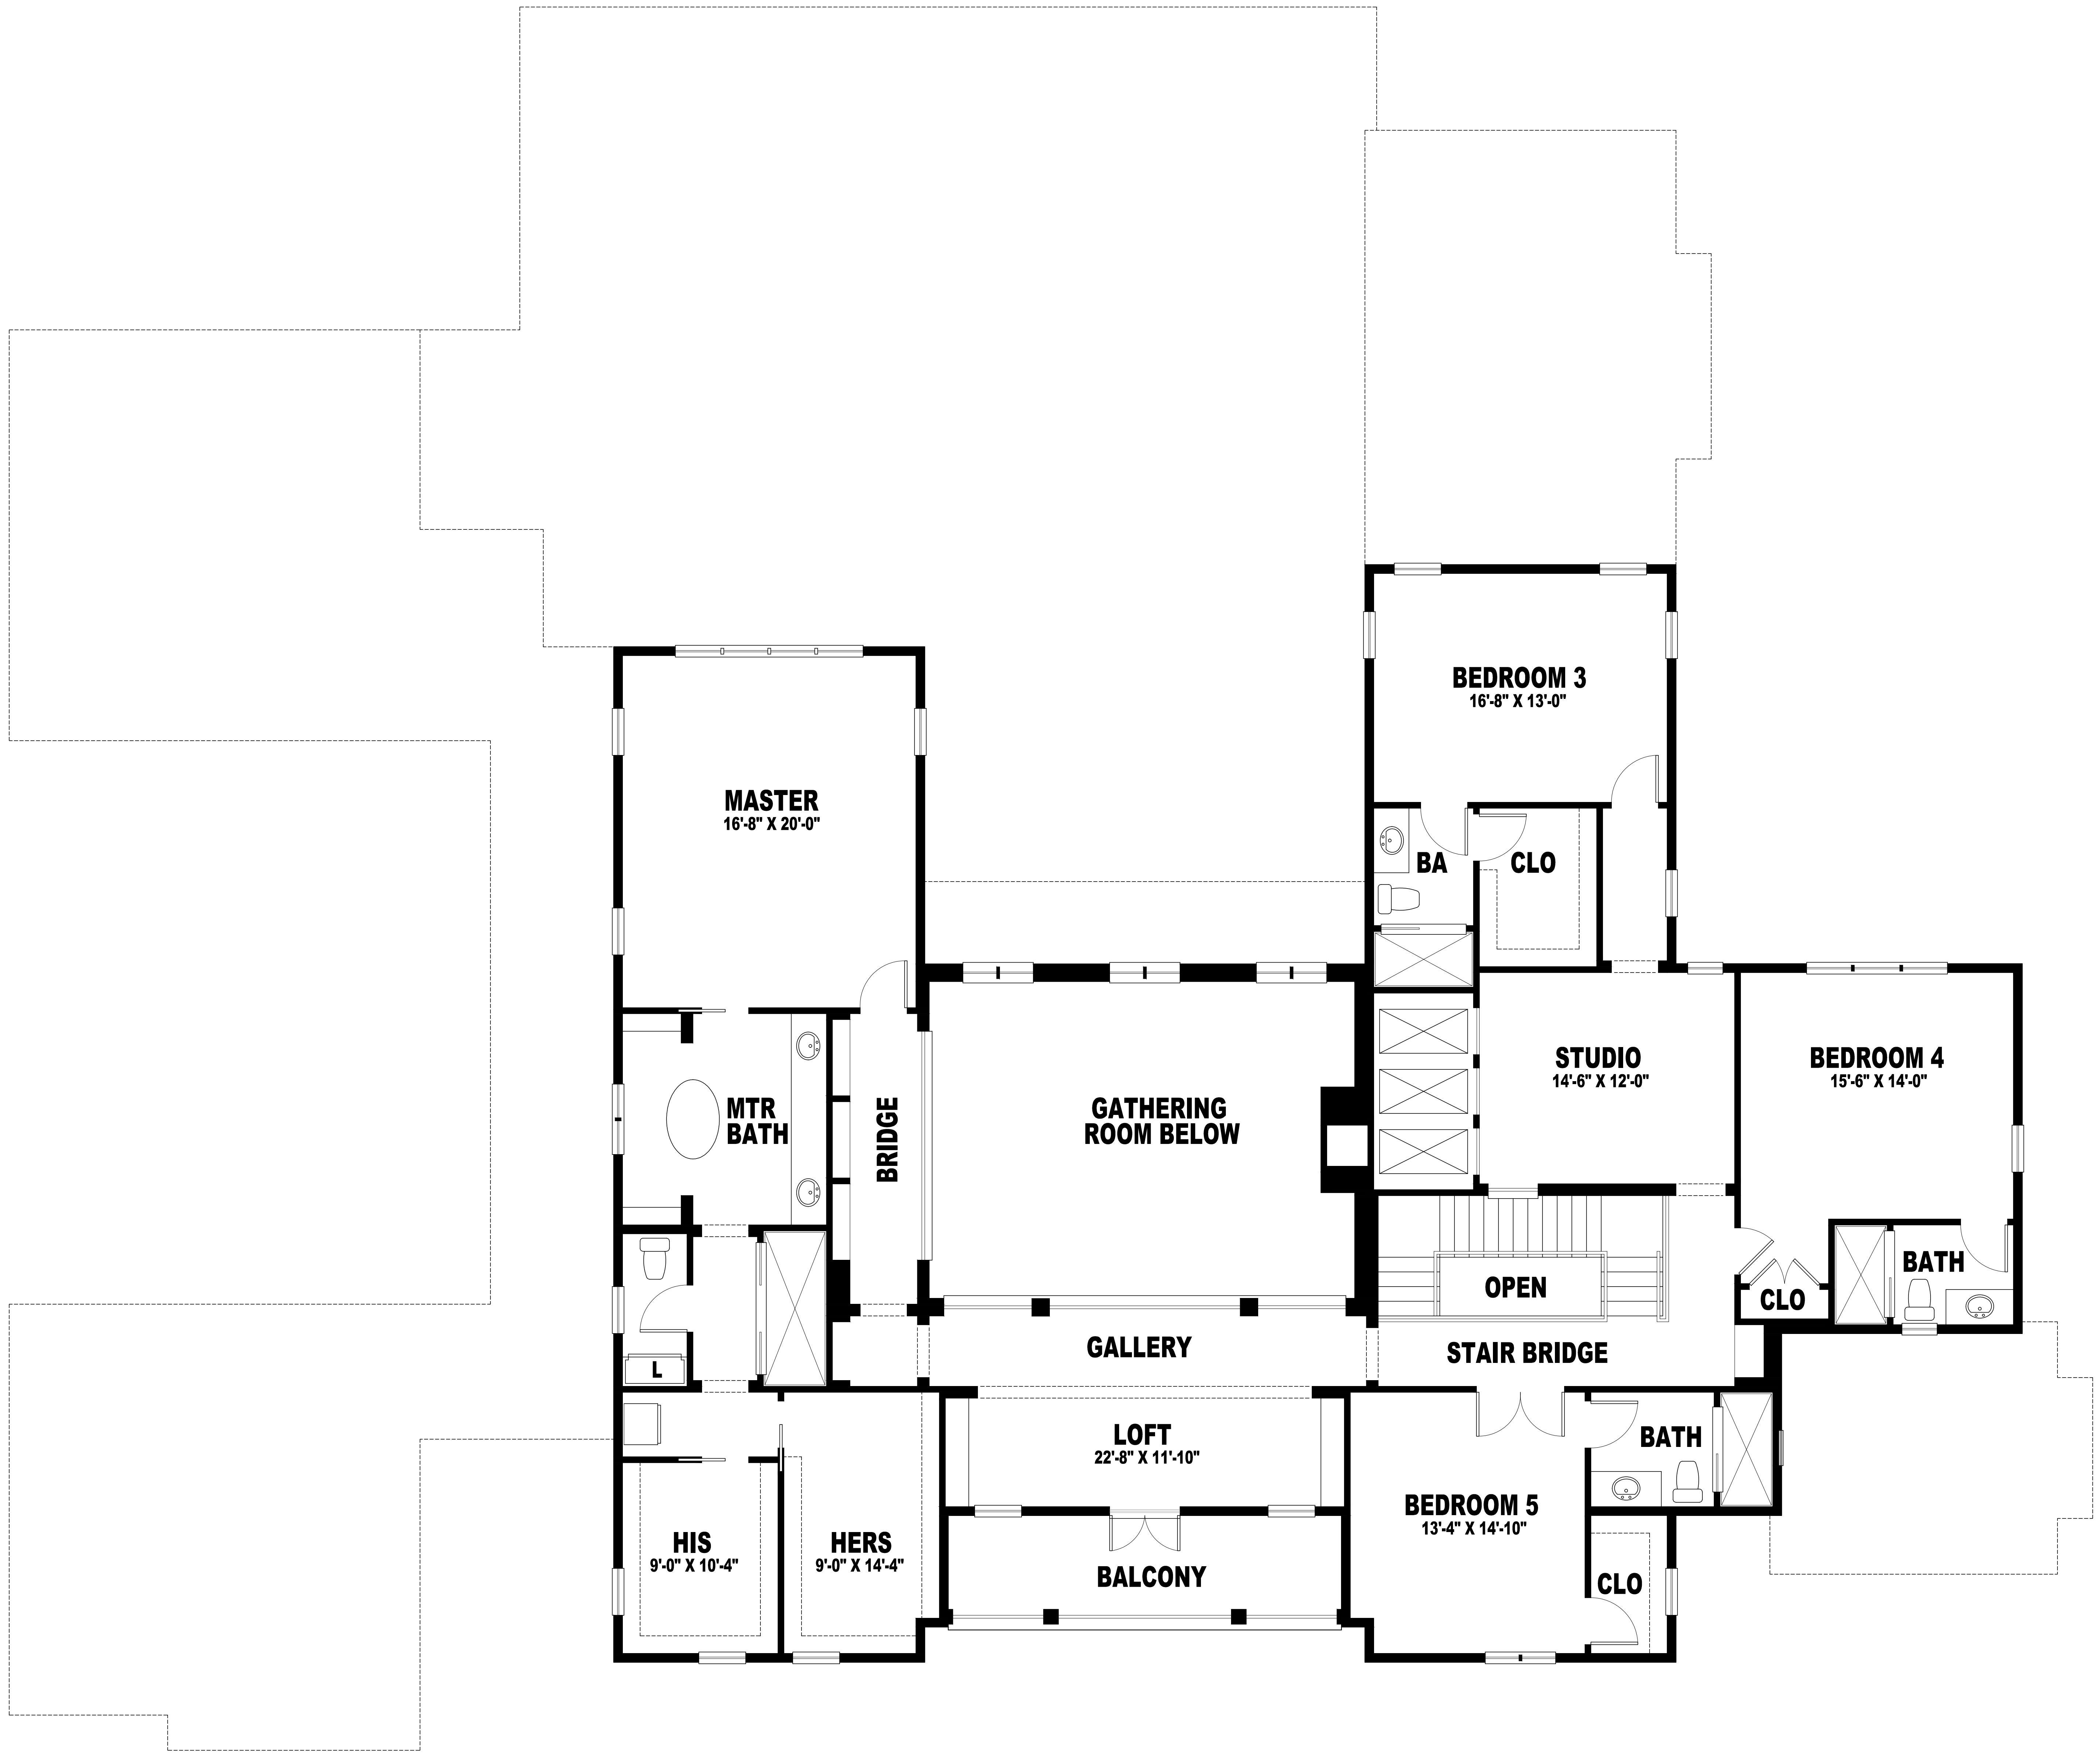 BEDROOM 3
16'-8" X 13'-0"
MASTER
16'-8" X 20'-0"
BA
CLO
STUDIO
14'-6" X 12'-0"
BEDROOM 4
15'-6" X 14'-0"
MTR
BATH
BRIDGE
GATHERING
ROOM BELOW
BATH
OPEN
CLO
GALLERY
STAIR BRIDGE
L
LOFT
22'-8" X 11'-10"
BATH
BEDROOM 5
13'-4" X 14'-10"
HIS
9'-0" X 10'-4"
HERS
9'-0" X 14'-4"
BALCONY
CLO